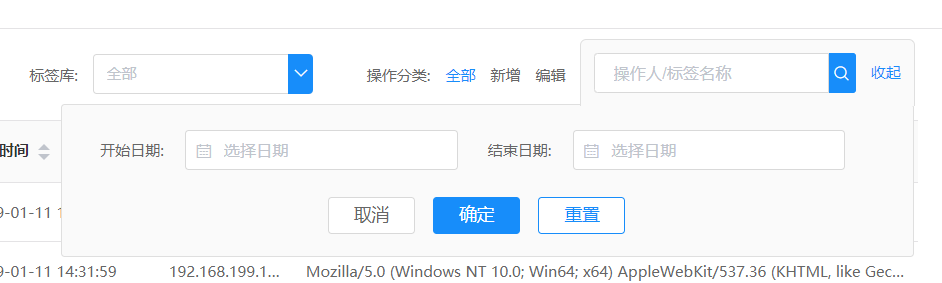 标签库: 全部 操作分类: 全部 新增 编辑 操作人/标签名称 收起
时间 开始日期: 选择日期 结束日期: 选择日期
取消 确定 重置
9-01-11 1
9-01-11 14:31:59 192.168.199.1... Mozilla/5.0 (Windows NT 10.0; Win64; x64) AppleWebKit/537.36 (KHTML, like Gec...